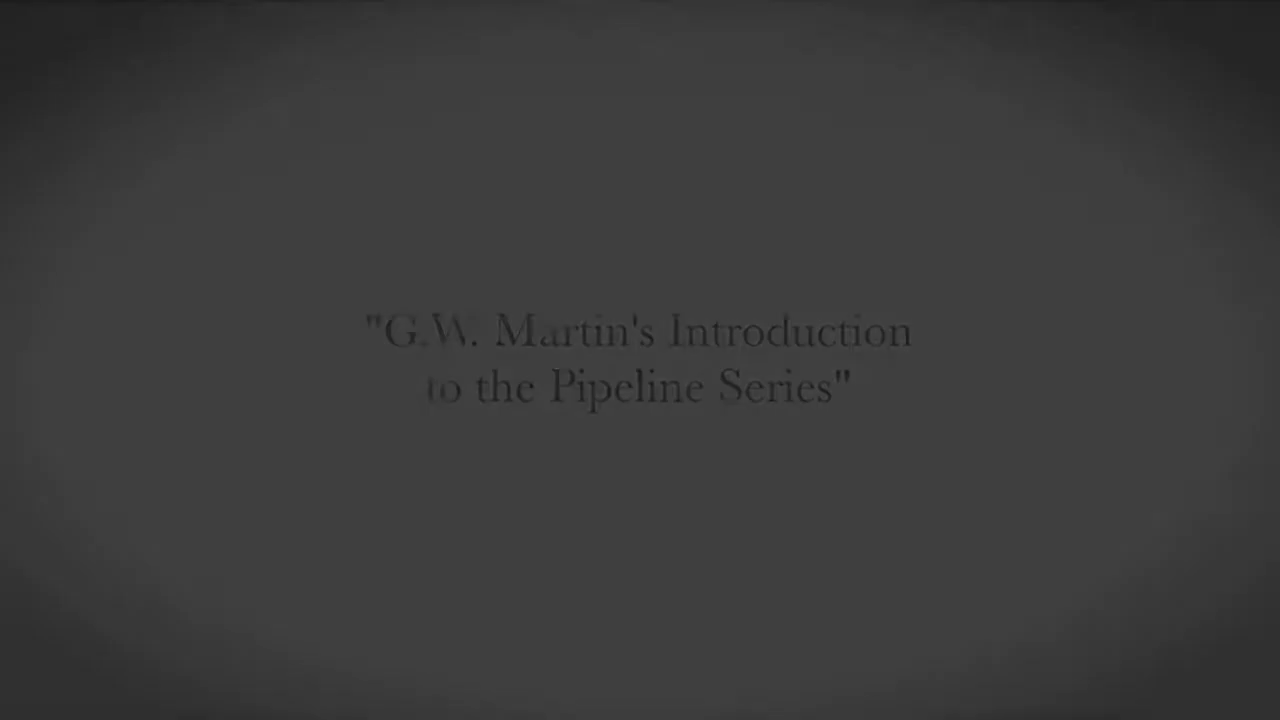 "G.W. Martin's Introduction
to the Pipeline Series"